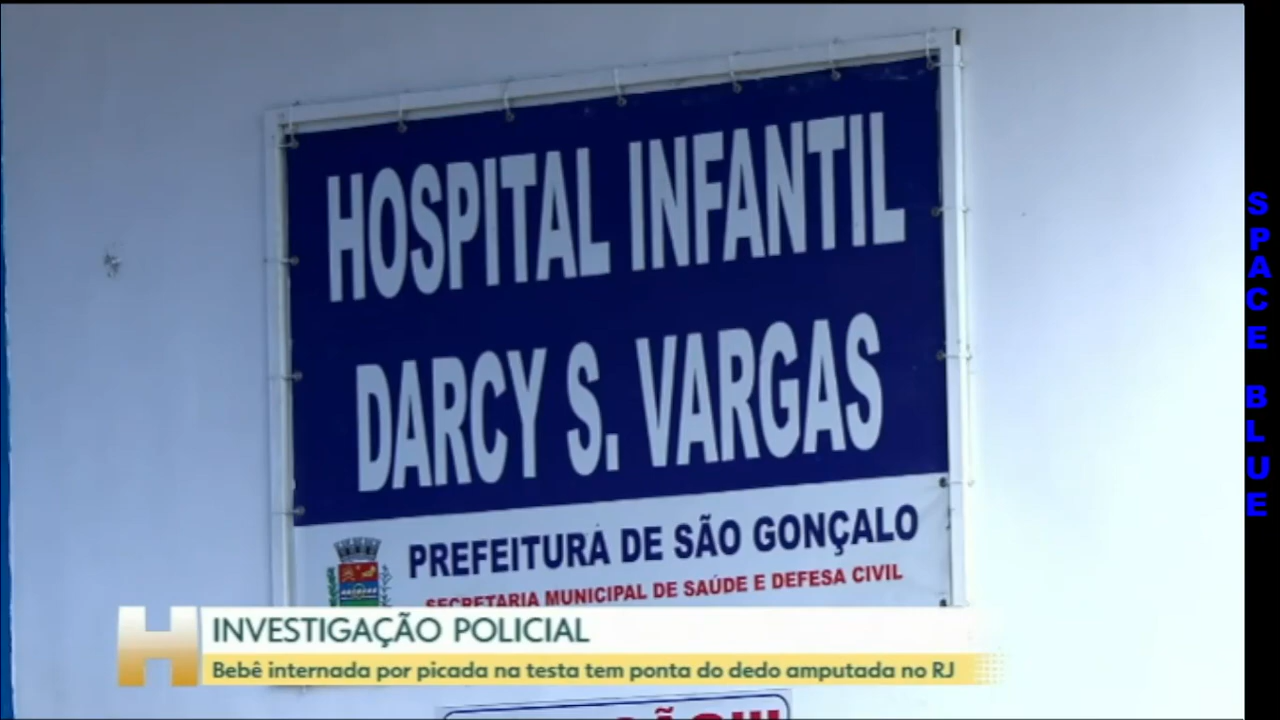 HOSPITAL INFANTIL
DARCY S. VARGAS
PREFEITURA DE SÃO GONÇALO
SECRETARIA MUNICIPAL DE SAÚDE E DEFESA CIVIL
H
INVESTIGAÇÃO POLICIAL
Bebê internada por picada na testa tem ponta do dedo amputada no RJ
SPACE BLUE